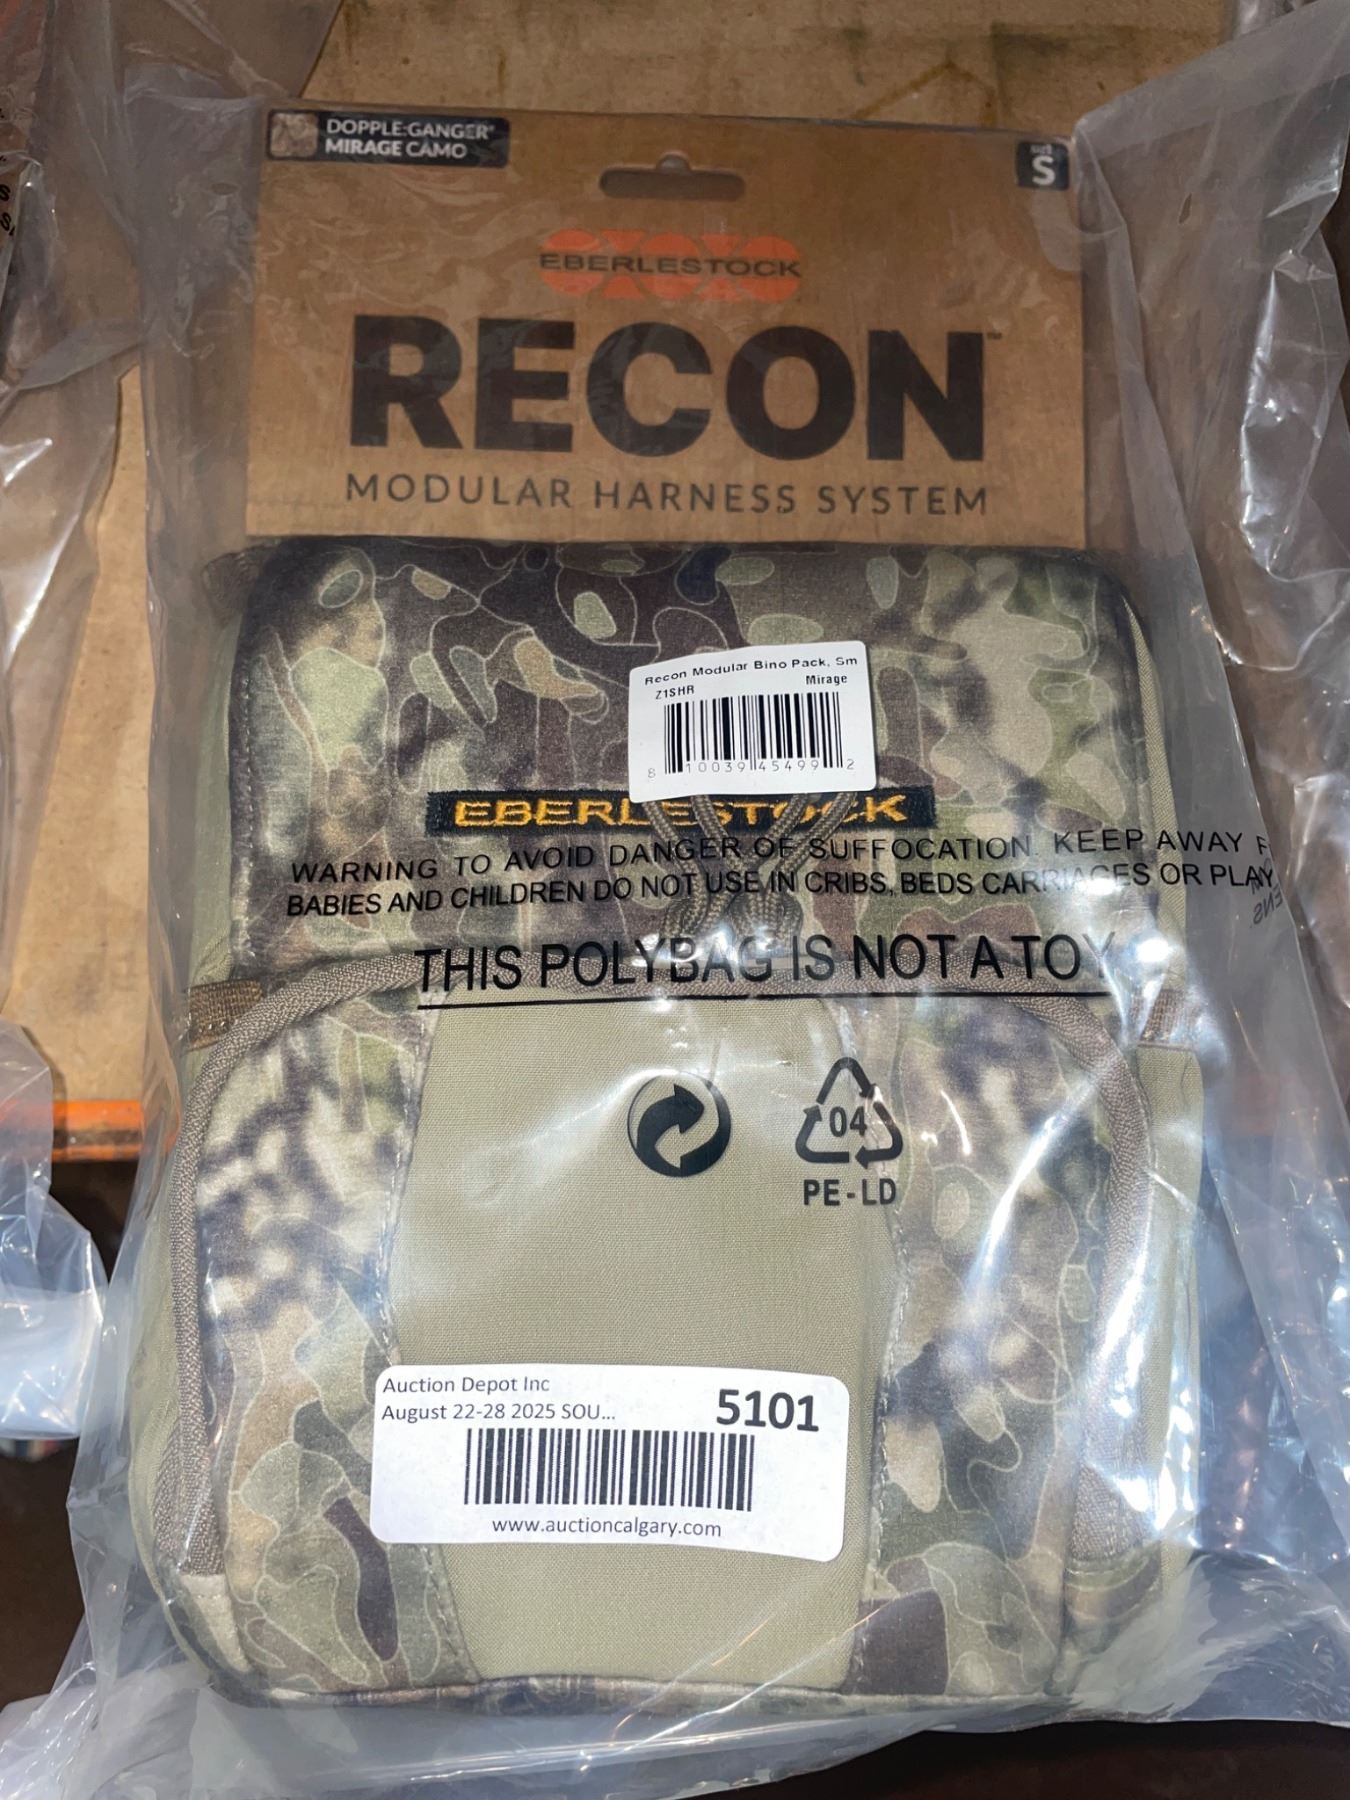 DOPPLE:GANGER®
MIRAGE CAMO
S
EBERLESTOCK
RECON™
MODULAR HARNESS SYSTEM
Recon Modular Bino Pack, Sm
Z1SHR Mirage
8 10039 45499 2
EBERLESTOCK
WARNING TO AVOID DANGER OF SUFFOCATION. KEEP AWAY F
BABIES AND CHILDREN DO NOT USE IN CRIBS, BEDS CARRIAGES OR PLAY
ENS
THIS POLYBAG IS NOT A TOY
04
PE-LD
Auction Depot Inc
August 22-28 2025 SOU... 5101
www.auctioncalgary.com